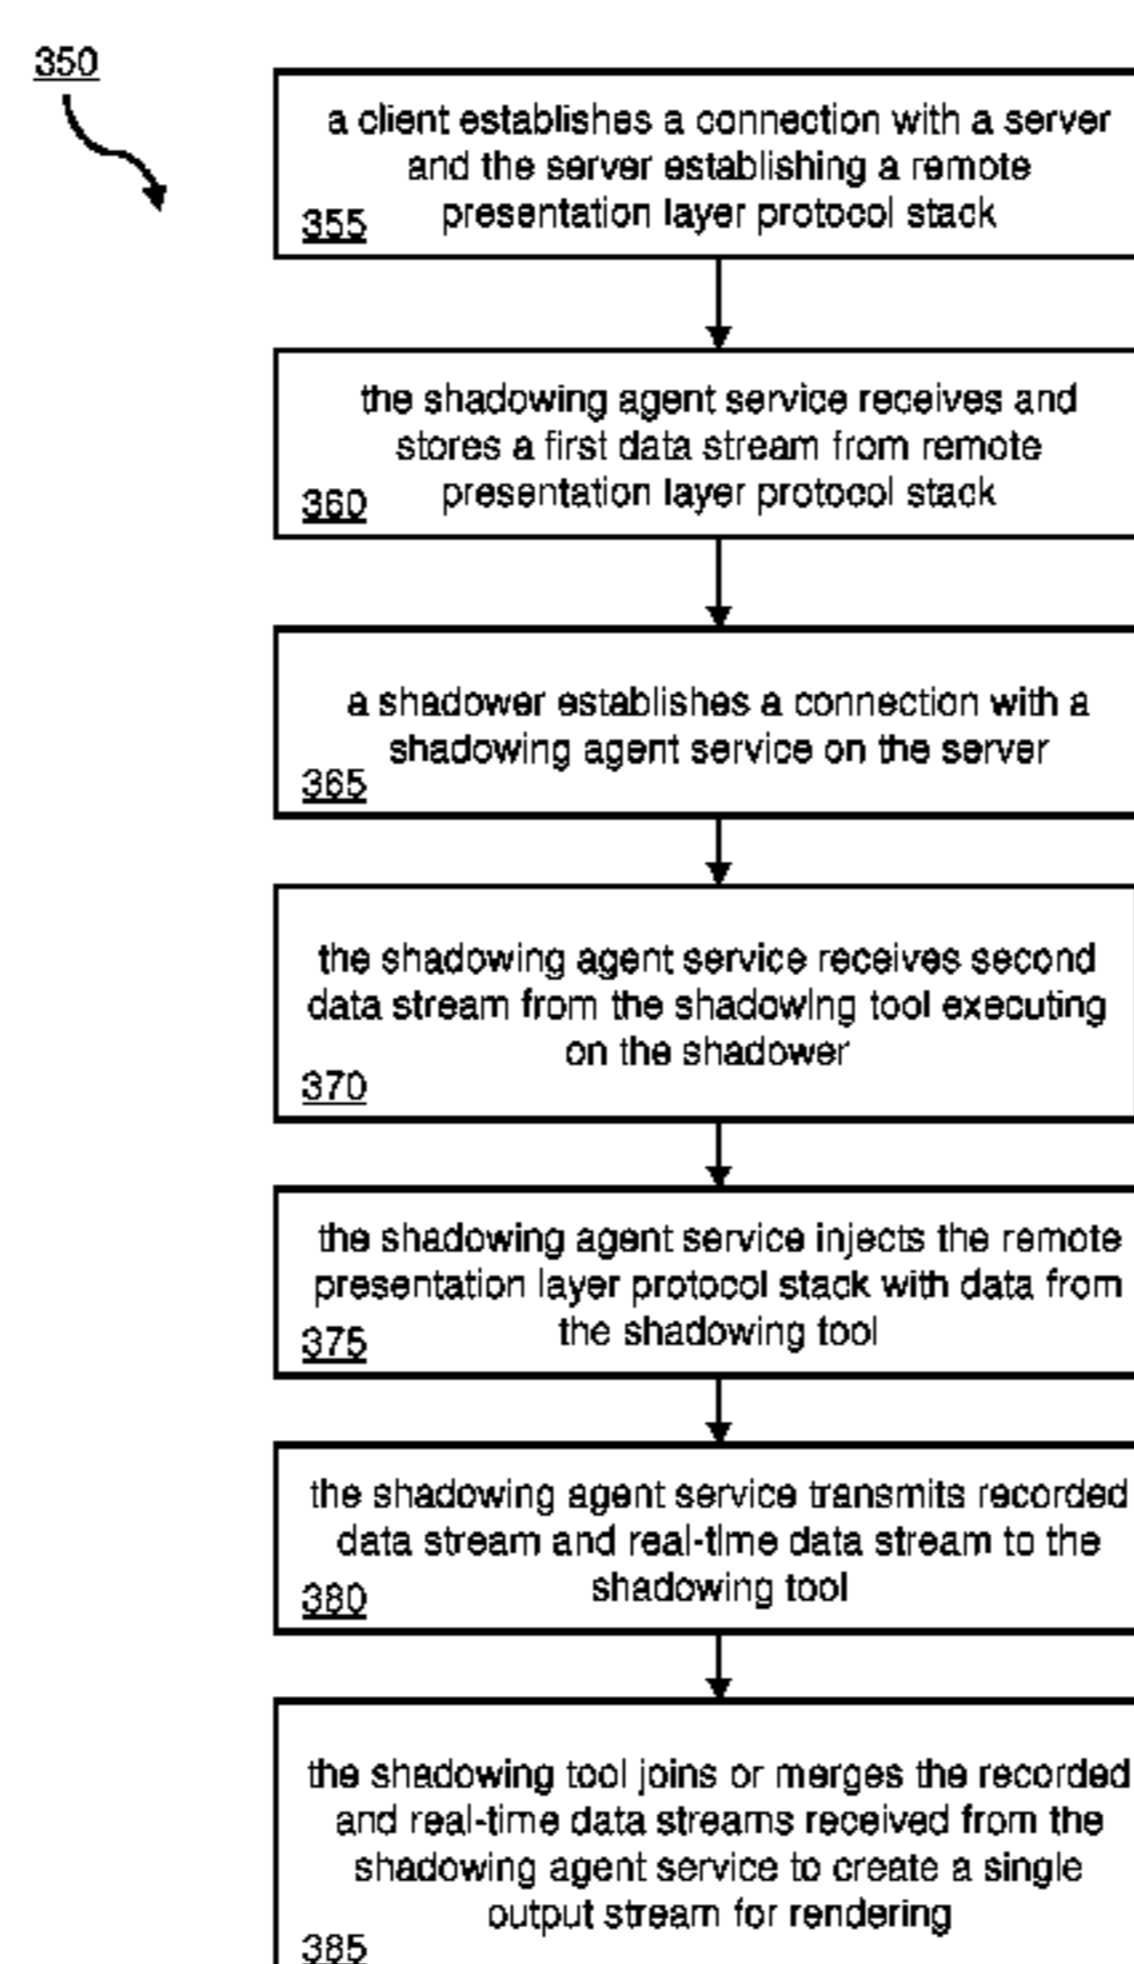 350
a client establishes a connection with a server
and the server establishing a remote
presentation layer protocol stack
355
the shadowing agent service receives and
stores a first data stream from remote
presentation layer protocol stack
360
a shadower establishes a connection with a
shadowing agent service on the server
365
the shadowing agent service receives second
data stream from the shadowing tool executing
on the shadower
370
the shadowing agent service injects the remote
presentation layer protocol stack with data from
the shadowing tool
375
the shadowing agent service transmits recorded
data stream and real-time data stream to the
shadowing tool
380
the shadowing tool joins or merges the recorded
and real-time data streams received from the
shadowing agent service to create a single
output stream for rendering
385